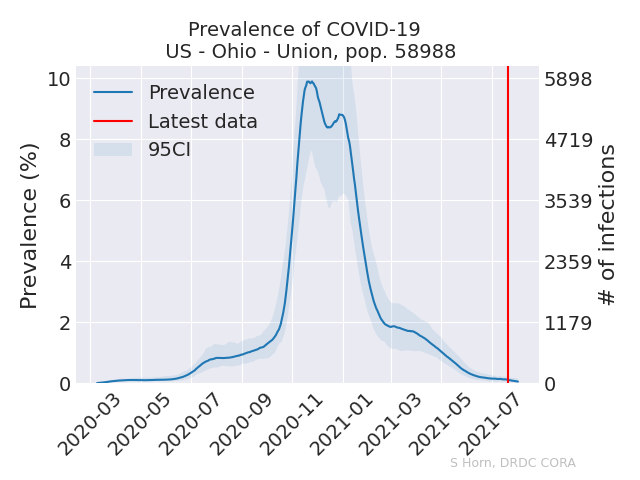 Prevalence of COVID-19
US - Ohio - Union, pop. 58988
Prevalence (%)
10
8
6
4
2
0
Prevalence
Latest data
95CI
5898
4719
3539
2359
1179
0
# of infections
2020-03
2020-05
2020-07
2020-09
2020-11
2021-01
2021-03
2021-05
2021-07
S Horn, DRDC CORA